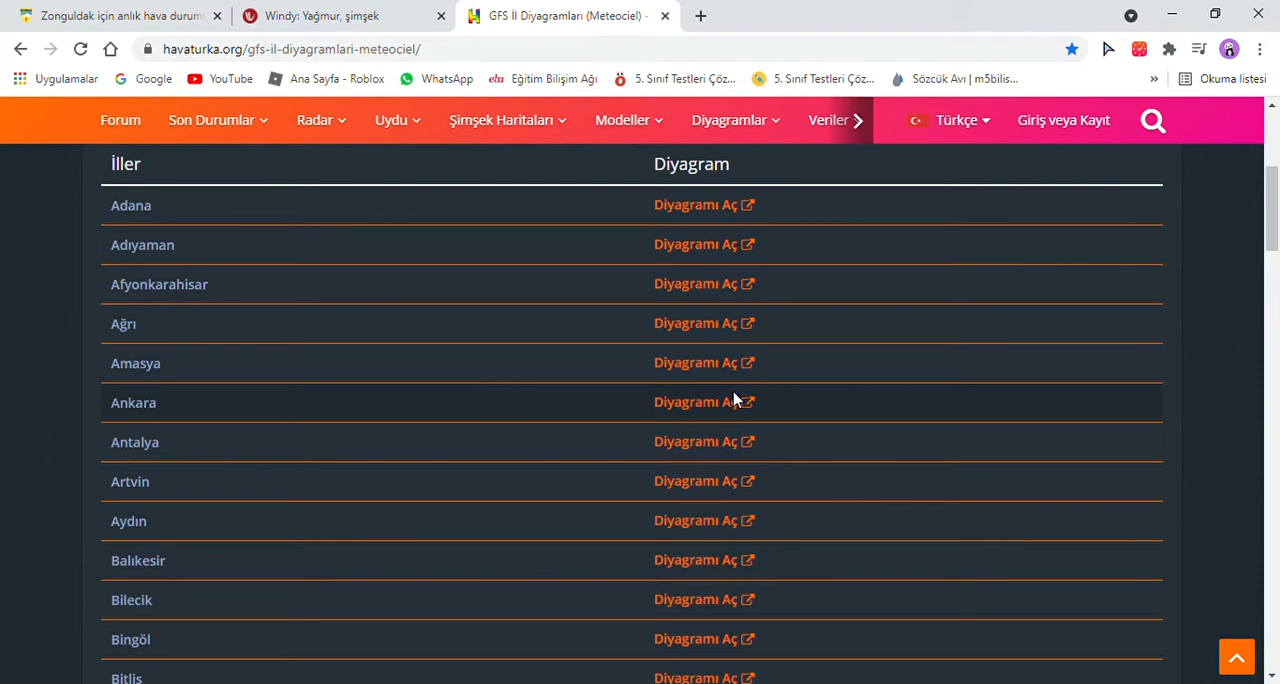 Zonguldak için anlık hava durum
Windy: Yağmur, şimşek
GFS İl Diyagramları (Meteociel) -
havaturka.org/gfs-il-diyagramlari-meteociel/
Uygulamalar
Google
YouTube
Ana Sayfa - Roblox
WhatsApp
eba Eğitim Bilişim Ağı
5. Sınıf Testleri Çöz...
5. Sınıf Testleri Çöz...
Sözcük Avı | m5bilis...
»
Okuma listesi
Forum
Son Durumlar
Radar
Uydu
Şimşek Haritaları
Modeller
Diyagramlar
Veriler
Türkçe
Giriş veya Kayıt
İller Diyagram
Adana Diyagramı Aç
Adıyaman Diyagramı Aç
Afyonkarahisar Diyagramı Aç
Ağrı Diyagramı Aç
Amasya Diyagramı Aç
Ankara Diyagramı Aç
Antalya Diyagramı Aç
Artvin Diyagramı Aç
Aydın Diyagramı Aç
Balıkesir Diyagramı Aç
Bilecik Diyagramı Aç
Bingöl Diyagramı Aç
Bitlis Diyagramı Aç